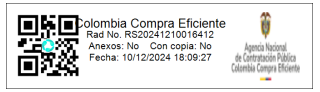 Colombia Compra Eficiente
Rad No. RS20241210016412
Anexos: No Con copia: No
Fecha: 10/12/2024 18:09:27
Agencia Nacional
de Contratación Pública
Colombia Compra Eficiente